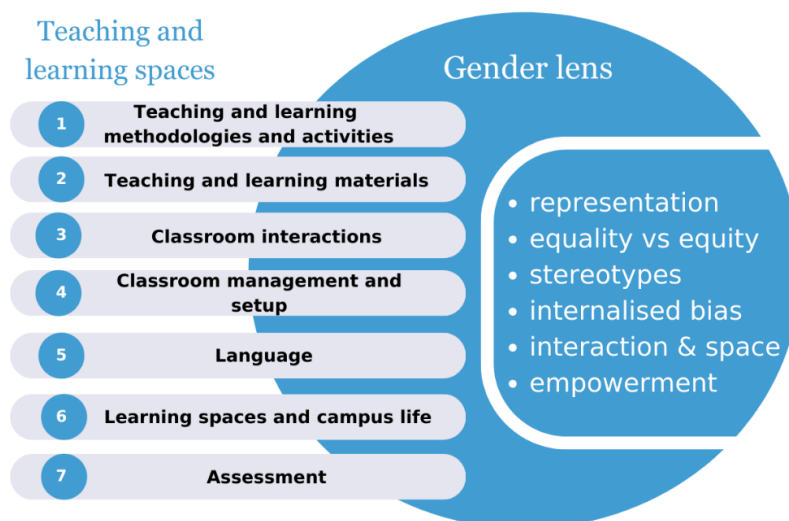 Teaching and
learning spaces
Gender lens
1
Teaching and learning
methodologies and activities
2
Teaching and learning materials
3
Classroom interactions
4
Classroom management and
setup
5
Language
6
Learning spaces and campus life
7
Assessment
• representation
• equality vs equity
• stereotypes
• internalised bias
• interaction & space
• empowerment